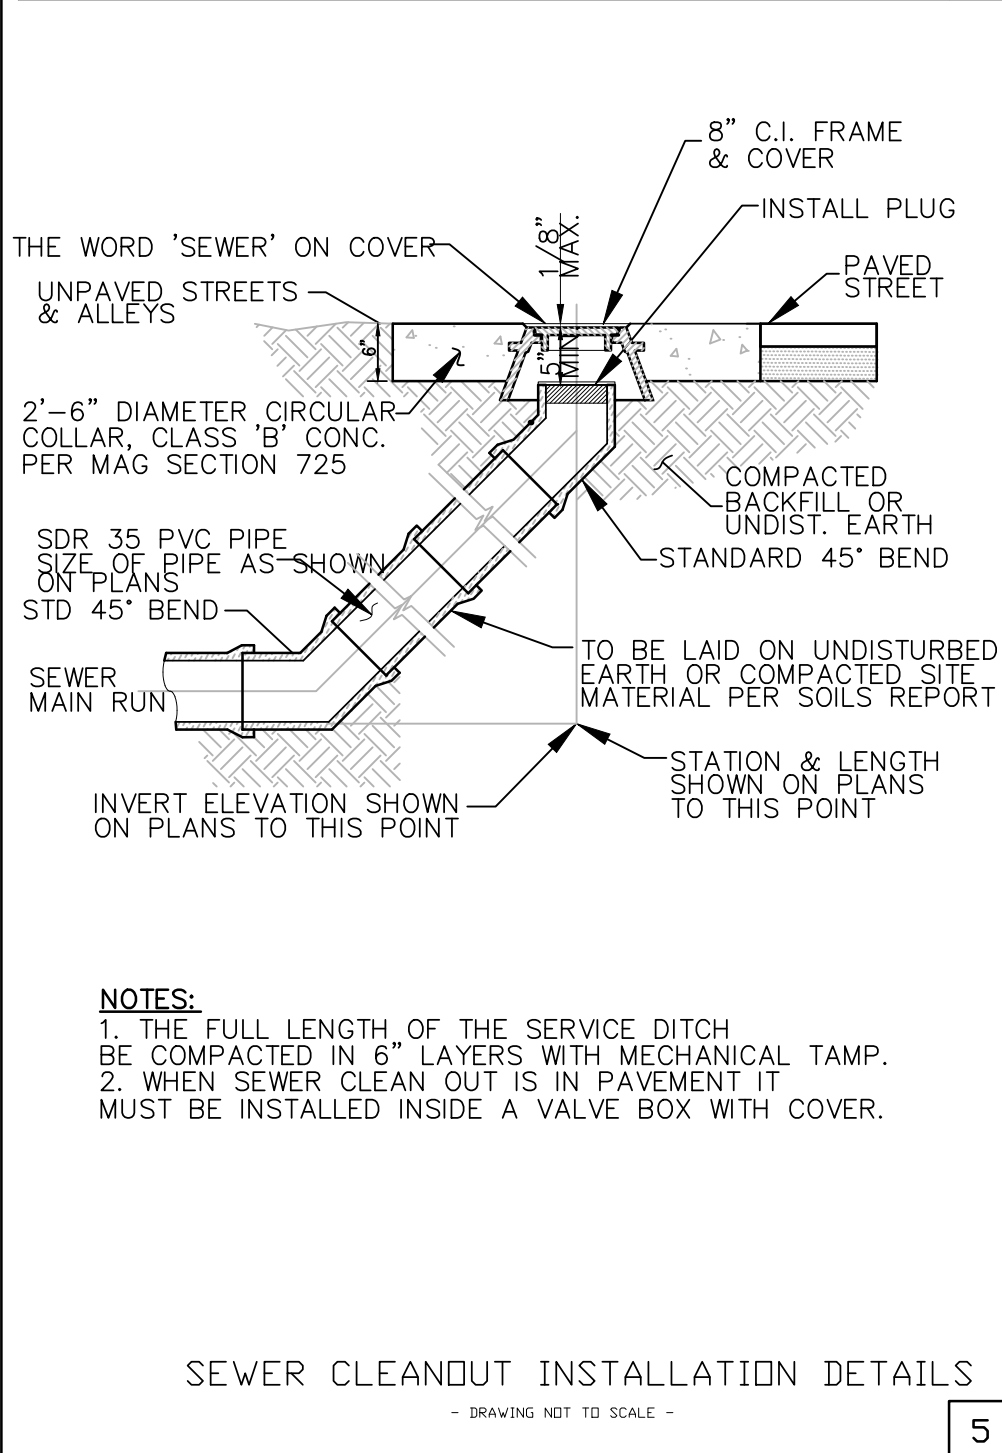 8" C.I. FRAME
& COVER
INSTALL PLUG
THE WORD 'SEWER' ON COVER
1/8"
MAX.
PAVED
STREET
UNPAVED STREETS
& ALLEYS
6"
5"
MIN
2'-6" DIAMETER CIRCULAR
COLLAR, CLASS 'B' CONC.
PER MAG SECTION 725
COMPACTED
BACKFILL OR
UNDIST. EARTH
SDR 35 PVC PIPE
SIZE OF PIPE AS SHOWN
ON PLANS
STANDARD 45° BEND
STD 45° BEND
TO BE LAID ON UNDISTURBED
EARTH OR COMPACTED SITE
MATERIAL PER SOILS REPORT
SEWER
MAIN RUN
STATION & LENGTH
SHOWN ON PLANS
TO THIS POINT
INVERT ELEVATION SHOWN
ON PLANS TO THIS POINT
NOTES:
1. THE FULL LENGTH OF THE SERVICE DITCH
BE COMPACTED IN 6" LAYERS WITH MECHANICAL TAMP.
2. WHEN SEWER CLEAN OUT IS IN PAVEMENT IT
MUST BE INSTALLED INSIDE A VALVE BOX WITH COVER.
SEWER CLEANOUT INSTALLATION DETAILS
- DRAWING NOT TO SCALE -
5